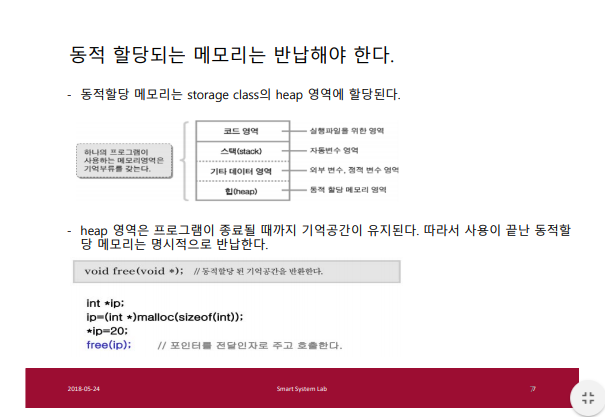 동적 할당되는 메모리는 반납해야 한다.
- 동적할당 메모리는 storage class의 heap 영역에 할당된다.
하나의 프로그램이
사용하는 메모리영역은
기억부류를 갖는다.
코드 영역 실행파일을 위한 영역
스택(stack) 자동변수 영역
기타 데이터 영역 외부 변수, 정적 변수 영역
힙(heap) 동적 할당 메모리 영역
- heap 영역은 프로그램이 종료될 때까지 기억공간이 유지된다. 따라서 사용이 끝난 동적할
당 메모리는 명시적으로 반납한다.
void free(void *); // 동적할당 된 기억공간을 반환한다.
int *ip;
ip=(int *)malloc(sizeof(int));
*ip=20;
free(ip); // 포인터를 전달인자로 주고 호출한다.
2018-05-24 Smart System Lab